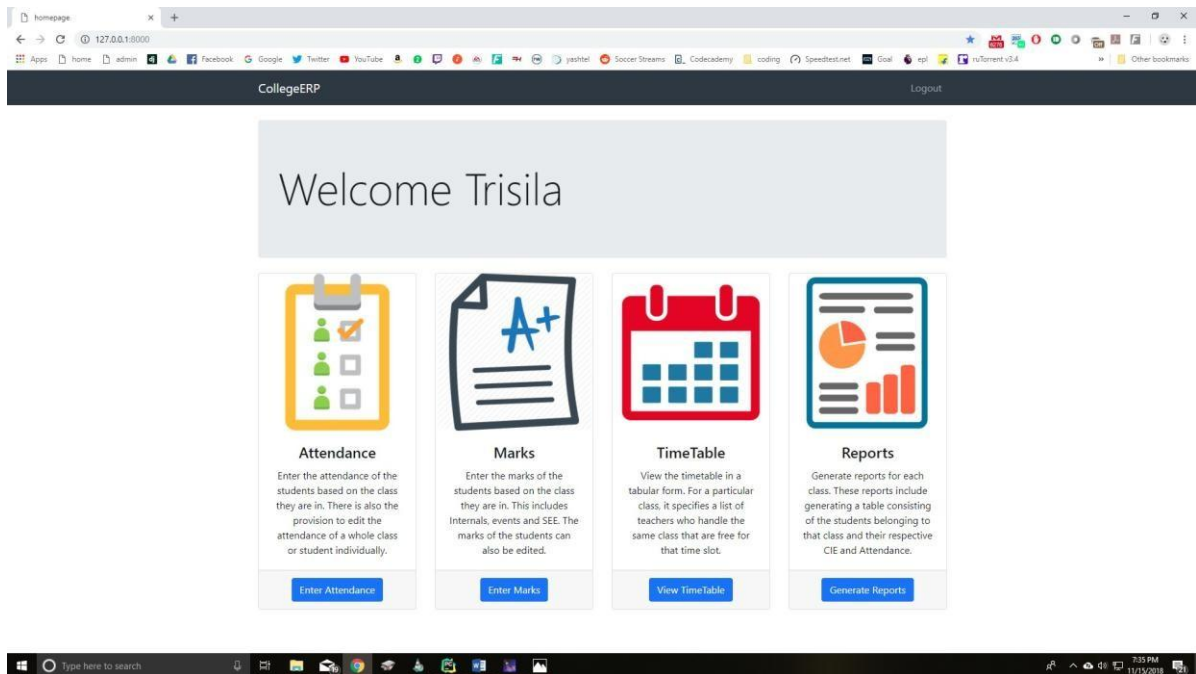 homepage
127.0.0.1:8000
Apps home admin Facebook Google Twitter YouTube yashtel Soccer Streams Codecademy coding Speedtest.net Goal epl ruTorrent v3.4 » Other bookmarks
CollegeERP Logout
Welcome Trisila
A+
Attendance
Enter the attendance of the
students based on the class
they are in. There is also the
provision to edit the
attendance of a whole class
or student individually.
Enter Attendance
Marks
Enter the marks of the
students based on the class
they are in. This includes
Internals, events and SEE. The
marks of the students can
also be edited.
Enter Marks
TimeTable
View the timetable in a
tabular form. For a particular
class, it specifies a list of
teachers who handle the
same class that are free for
that time slot.
View TimeTable
Reports
Generate reports for each
class. These reports include
generating a table consisting
of the students belonging to
that class and their respective
CIE and Attendance.
Generate Reports
Type here to search
7:35 PM
11/15/2018